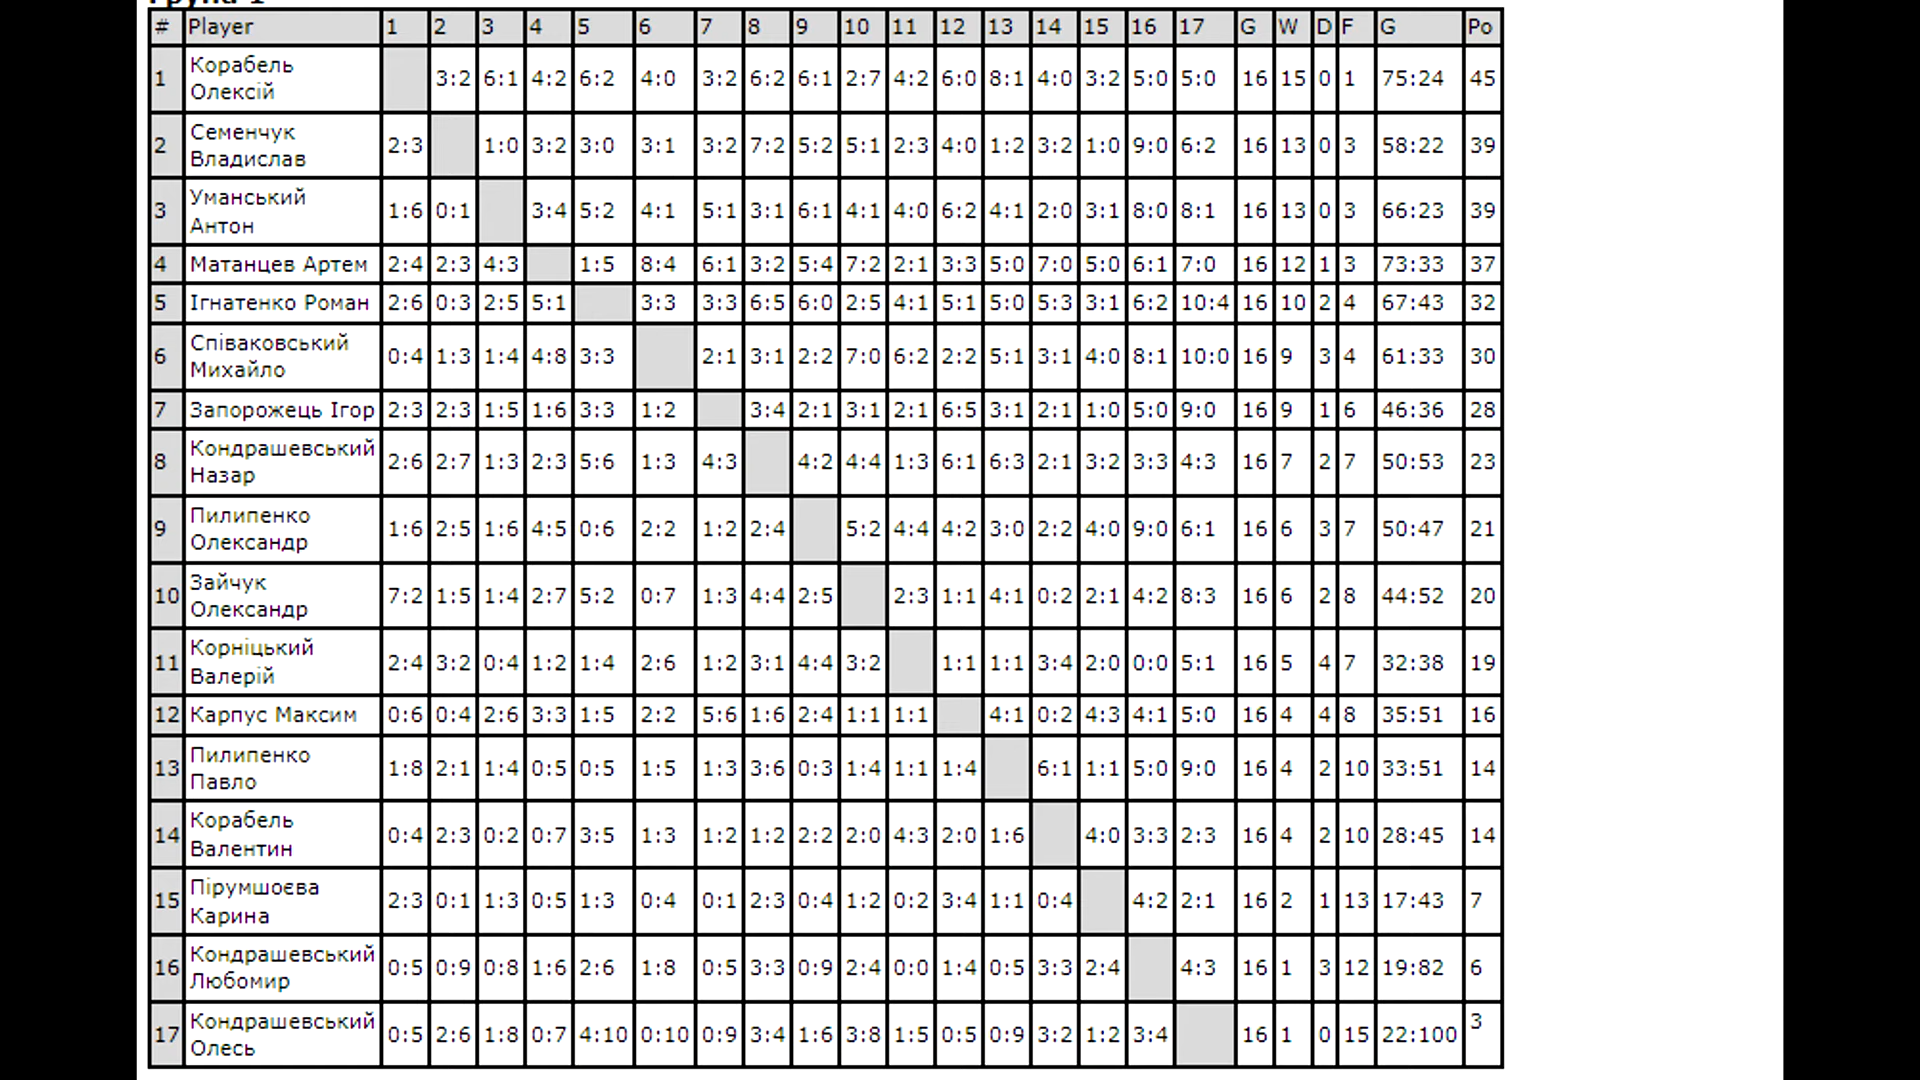 # Player 1 2 3 4 5 6 7 8 9 10 11 12 13 14 15 16 17 G W D F G Po
1 Корабель Олексій 3:2 6:1 4:2 6:2 4:0 3:2 6:2 6:1 2:7 4:2 6:0 8:1 4:0 3:2 5:0 5:0 16 15 0 1 75:24 45
2 Семенчук Владислав 2:3 1:0 3:2 3:0 3:1 3:2 7:2 5:2 5:1 2:3 4:0 1:2 3:2 1:0 9:0 6:2 16 13 0 3 58:22 39
3 Уманський Антон 1:6 0:1 3:4 5:2 4:1 5:1 3:1 6:1 4:1 4:0 6:2 4:1 2:0 3:1 8:0 8:1 16 13 0 3 66:23 39
4 Матанцев Артем 2:4 2:3 4:3 1:5 8:4 6:1 3:2 5:4 7:2 2:1 3:3 5:0 7:0 5:0 6:1 7:0 16 12 1 3 73:33 37
5 Ігнатенко Роман 2:6 0:3 2:5 5:1 3:3 3:3 6:5 6:0 2:5 4:1 5:1 5:0 5:3 3:1 6:2 10:4 16 10 2 4 67:43 32
6 Співаковський Михайло 0:4 1:3 1:4 4:8 3:3 2:1 3:1 2:2 7:0 6:2 2:2 5:1 3:1 4:0 8:1 10:0 16 9 3 4 61:33 30
7 Запорожець Ігор 2:3 2:3 1:5 1:6 3:3 1:2 3:4 2:1 3:1 2:1 6:5 3:1 2:1 1:0 5:0 9:0 16 9 1 6 46:36 28
8 Кондрашевський Назар 2:6 2:7 1:3 2:3 5:6 1:3 4:3 4:2 4:4 1:3 6:1 6:3 2:1 3:2 3:3 4:3 16 7 2 7 50:53 23
9 Пилипенко Олександр 1:6 2:5 1:6 4:5 0:6 2:2 1:2 2:4 5:2 4:4 4:2 3:0 2:2 4:0 9:0 6:1 16 6 3 7 50:47 21
10 Зайчук Олександр 7:2 1:5 1:4 2:7 5:2 0:7 1:3 4:4 2:5 2:3 1:1 4:1 0:2 2:1 4:2 8:3 16 6 2 8 44:52 20
11 Корніцький Валерій 2:4 3:2 0:4 1:2 1:4 2:6 1:2 3:1 4:4 3:2 1:1 1:1 3:4 2:0 0:0 5:1 16 5 4 7 32:38 19
12 Карпус Максим 0:6 0:4 2:6 3:3 1:5 2:2 5:6 1:6 2:4 1:1 1:1 4:1 0:2 4:3 4:1 5:0 16 4 4 8 35:51 16
13 Пилипенко Павло 1:8 2:1 1:4 0:5 0:5 1:5 1:3 3:6 0:3 1:4 1:1 1:4 6:1 1:1 5:0 9:0 16 4 2 10 33:51 14
14 Корабель Валентин 0:4 2:3 0:2 0:7 3:5 1:3 1:2 1:2 2:2 2:0 4:3 2:0 1:6 4:0 3:3 2:3 16 4 2 10 28:45 14
15 Пірумшоєва Карина 2:3 0:1 1:3 0:5 1:3 0:4 0:1 2:3 0:4 1:2 0:2 3:4 1:1 0:4 4:2 2:1 16 2 1 13 17:43 7
16 Кондрашевський Любомир 0:5 0:9 0:8 1:6 2:6 1:8 0:5 3:3 0:9 2:4 0:0 1:4 0:5 3:3 2:4 4:3 16 1 3 12 19:82 6
17 Кондрашевський Олесь 0:5 2:6 1:8 0:7 4:10 0:10 0:9 3:4 1:6 3:8 1:5 0:5 0:9 3:2 1:2 3:4 16 1 0 15 22:100 3